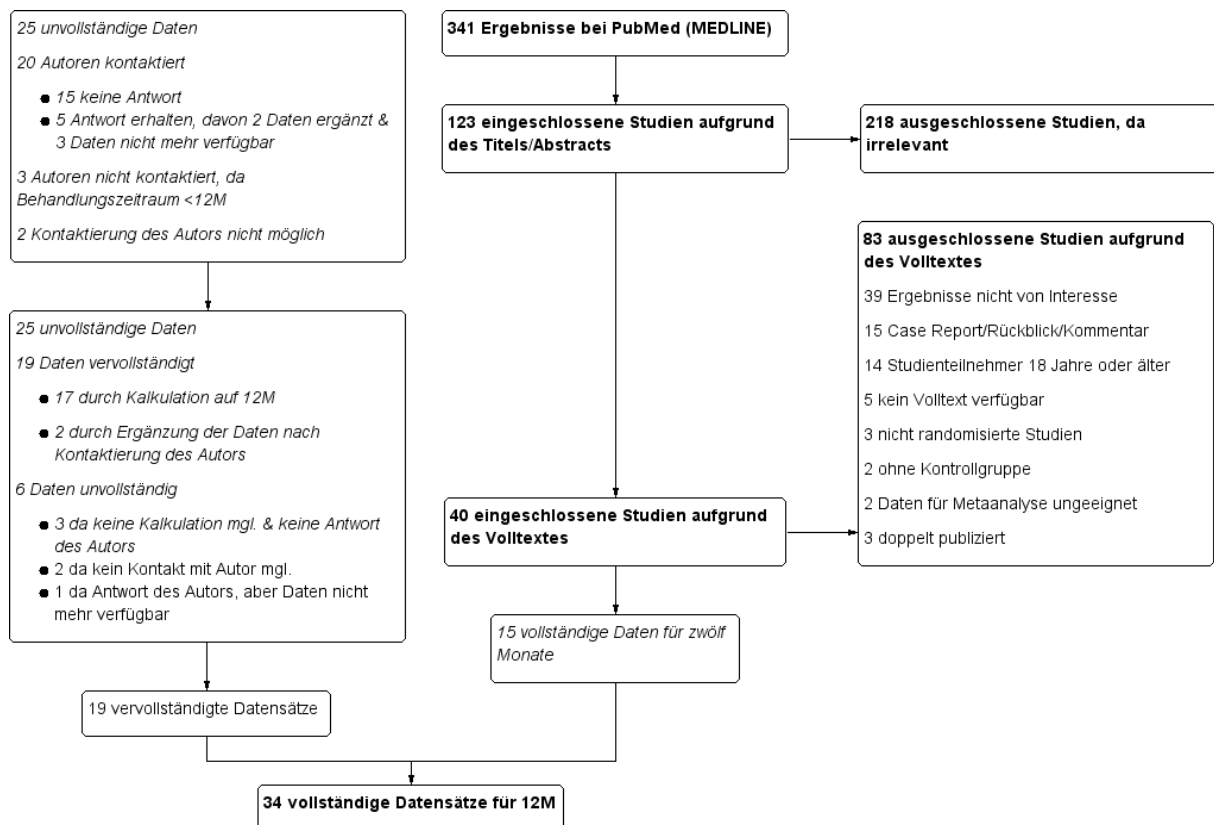 25 unvollständige Daten
20 Autoren kontaktiert
● 15 keine Antwort
● 5 Antwort erhalten, davon 2 Daten ergänzt &
3 Daten nicht mehr verfügbar
3 Autoren nicht kontaktiert, da
Behandlungszeitraum <12M
2 Kontaktierung des Autors nicht möglich
25 unvollständige Daten
19 Daten vervollständigt
● 17 durch Kalkulation auf 12M
● 2 durch Ergänzung der Daten nach
Kontaktierung des Autors
6 Daten unvollständig
● 3 da keine Kalkulation mgl. & keine Antwort
des Autors
● 2 da kein Kontakt mit Autor mgl.
● 1 da Antwort des Autors, aber Daten nicht
mehr verfügbar
19 vervollständigte Datensätze
341 Ergebnisse bei PubMed (MEDLINE)
123 eingeschlossene Studien aufgrund
des Titels/Abstracts
218 ausgeschlossene Studien, da
irrelevant
83 ausgeschlossene Studien aufgrund
des Volltextes
39 Ergebnisse nicht von Interesse
15 Case Report/Rückblick/Kommentar
14 Studienteilnehmer 18 Jahre oder älter
5 kein Volltext verfügbar
3 nicht randomisierte Studien
2 ohne Kontrollgruppe
2 Daten für Metaanalyse ungeeignet
3 doppelt publiziert
40 eingeschlossene Studien aufgrund
des Volltextes
15 vollständige Daten für zwölf
Monate
34 vollständige Datensätze für 12M